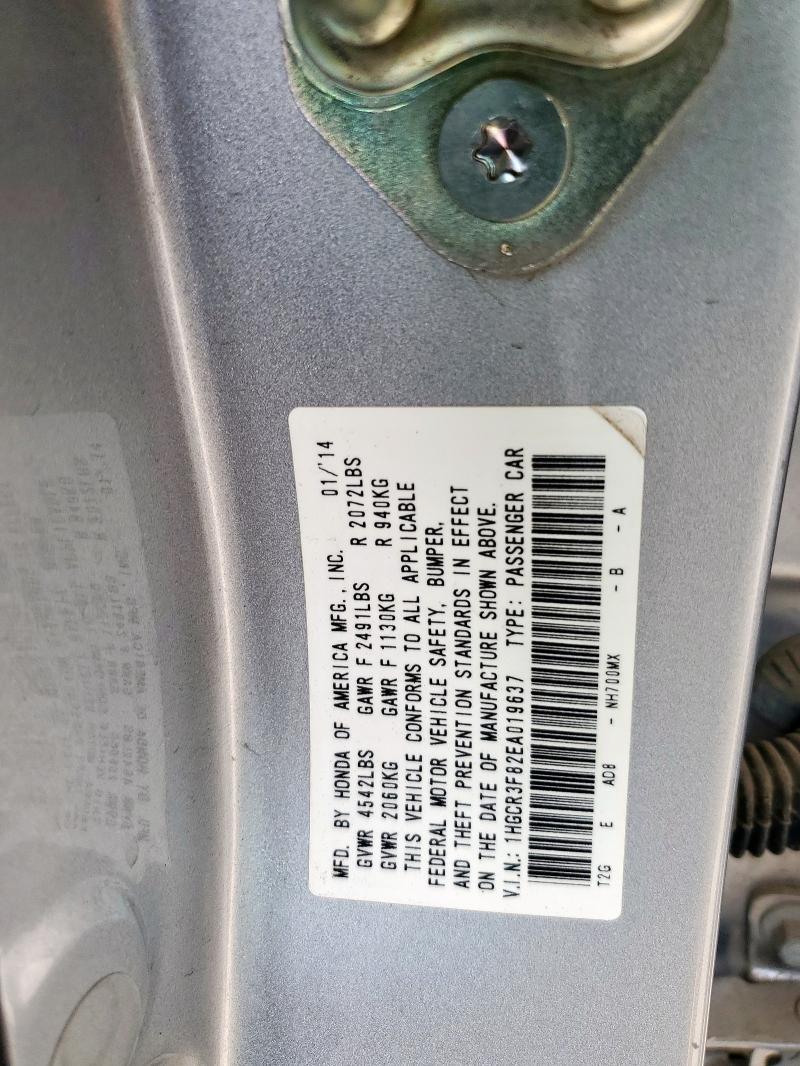 MFD. BY HONDA OF AMERICA MFG., INC. 01/'14
GVWR 4542LBS GAWR F 2491LBS R 2072LBS
GVWR 2060KG GAWR F 1130KG R 940KG
THIS VEHICLE CONFORMS TO ALL APPLICABLE
FEDERAL MOTOR VEHICLE SAFETY, BUMPER,
AND THEFT PREVENTION STANDARDS IN EFFECT
ON THE DATE OF MANUFACTURE SHOWN ABOVE.
V.I.N.: 1HGCR3F82EA019637 TYPE: PASSENGER CAR
T2G E AD8 - NH700MX - B - A